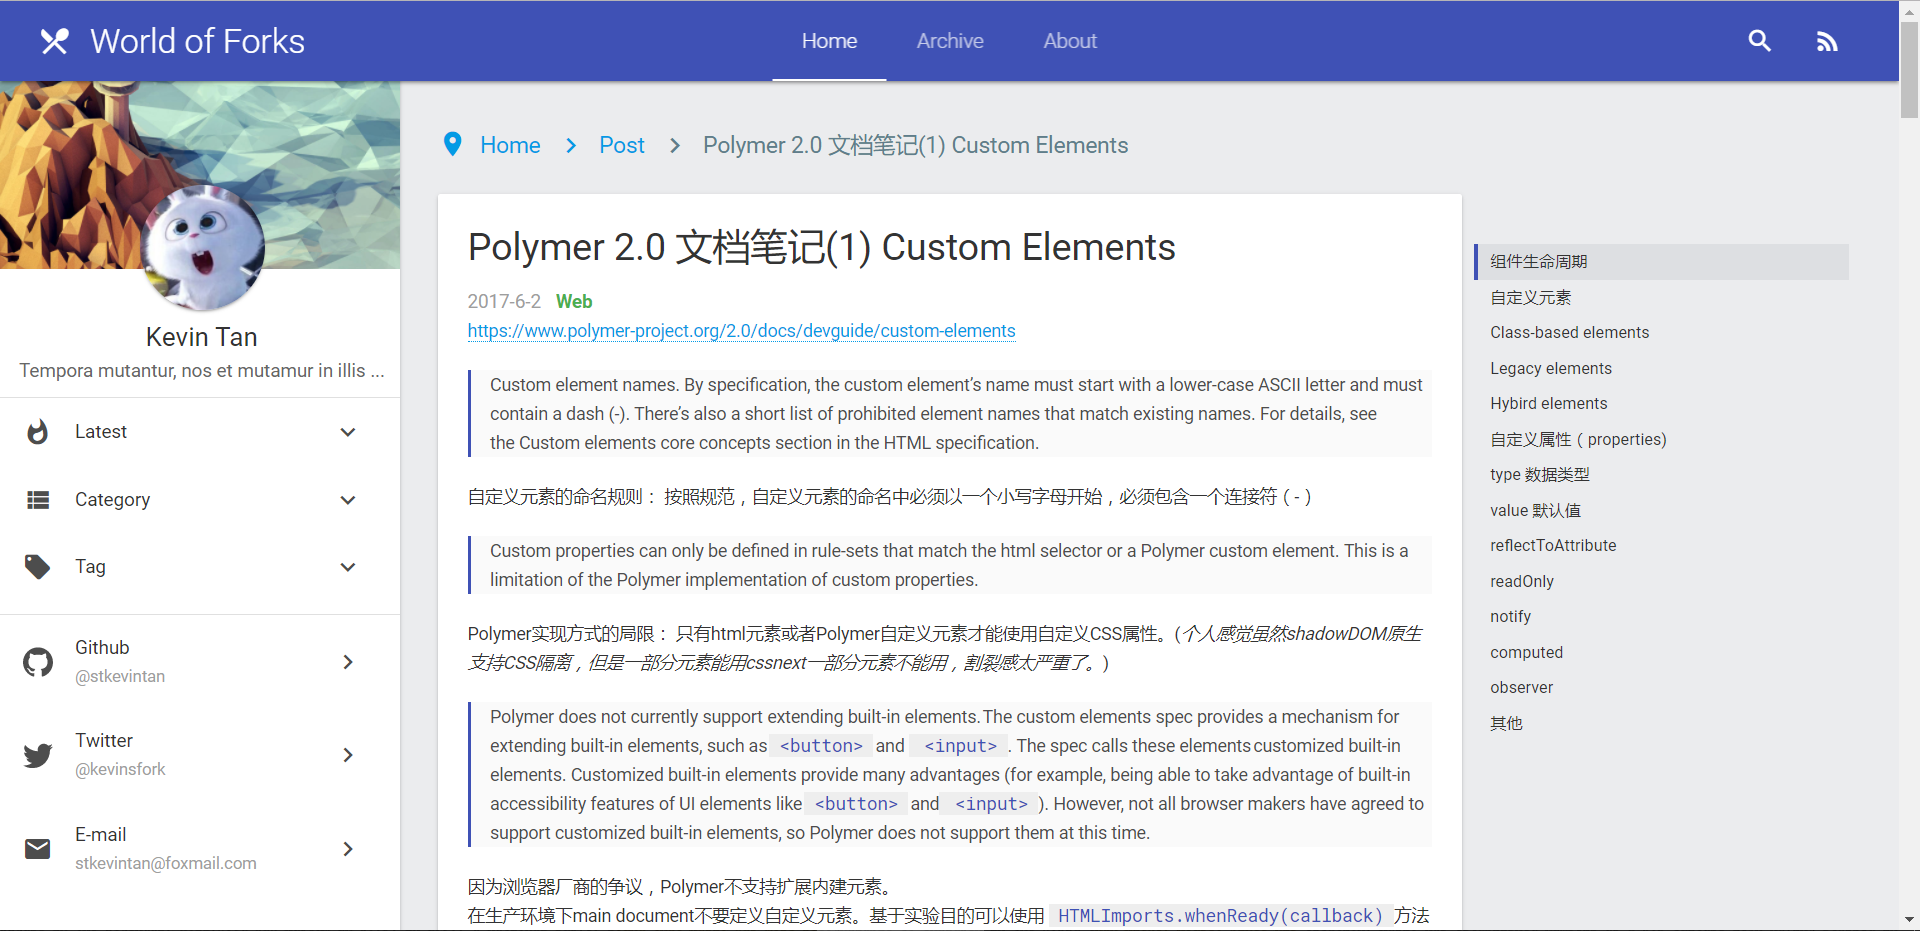 World of Forks
Home
Archive
About
Kevin Tan
Tempora mutantur, nos et mutamur in illis ...
Latest
Category
Tag
Github
@stkevintan
Twitter
@kevinsfork
E-mail
stkevintan@foxmail.com
Home
Post
Polymer 2.0 文档笔记(1) Custom Elements
Polymer 2.0 文档笔记(1) Custom Elements
2017-6-2 Web
https://www.polymer-project.org/2.0/docs/devguide/custom-elements
Custom element names. By specification, the custom element’s name must start with a lower-case ASCII letter and must
contain a dash (-). There’s also a short list of prohibited element names that match existing names. For details, see
the Custom elements core concepts section in the HTML specification.
自定义元素的命名规则： 按照规范，自定义元素的命名中必须以一个小写字母开始，必须包含一个连接符（-）
Custom properties can only be defined in rule-sets that match the html selector or a Polymer custom element. This is a
limitation of the Polymer implementation of custom properties.
Polymer实现方式的局限： 只有html元素或者Polymer自定义元素才能使用自定义CSS属性。(个人感觉虽然shadowDOM原生
支持CSS隔离，但是一部分元素能用cssnext一部分元素不能用，割裂感太严重了。)
Polymer does not currently support extending built-in elements. The custom elements spec provides a mechanism for
extending built-in elements, such as <button> and <input> . The spec calls these elements customized built-in
elements. Customized built-in elements provide many advantages (for example, being able to take advantage of built-in
accessibility features of UI elements like <button> and <input> ). However, not all browser makers have agreed to
support customized built-in elements, so Polymer does not support them at this time.
因为浏览器厂商的争议，Polymer不支持扩展内建元素。
在生产环境下main document不要定义自定义元素。基于实验目的可以使用 HTMLImports.whenReady(callback) 方法
组件生命周期
自定义元素
Class-based elements
Legacy elements
Hybird elements
自定义属性（properties)
type 数据类型
value 默认值
reflectToAttribute
readOnly
notify
computed
observer
其他